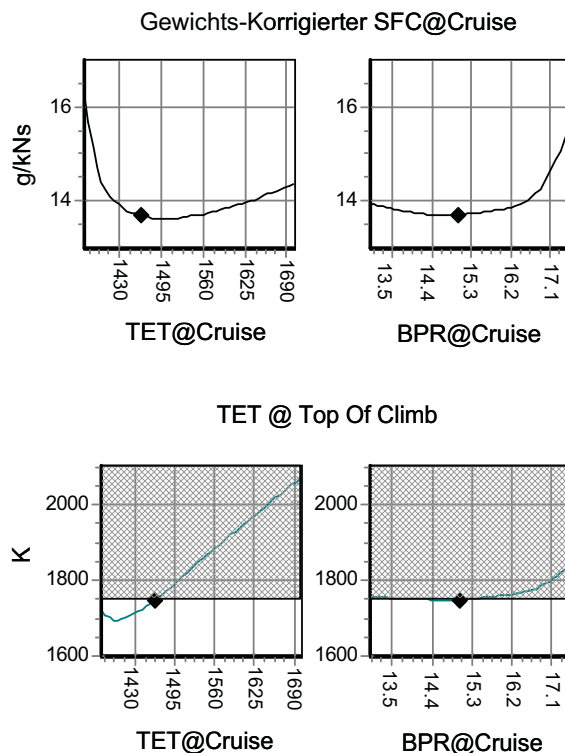 Gewichts-Korrigierter SFC@Cruise
g/kNs
16
14
1430 1495 1560 1625 1690
TET@Cruise
13.5 14.4 15.3 16.2 17.1
BPR@Cruise
TET @ Top Of Climb
K
2000
1800
1600
1430 1495 1560 1625 1690
TET@Cruise
2000
1800
1600
13.5 14.4 15.3 16.2 17.1
BPR@Cruise